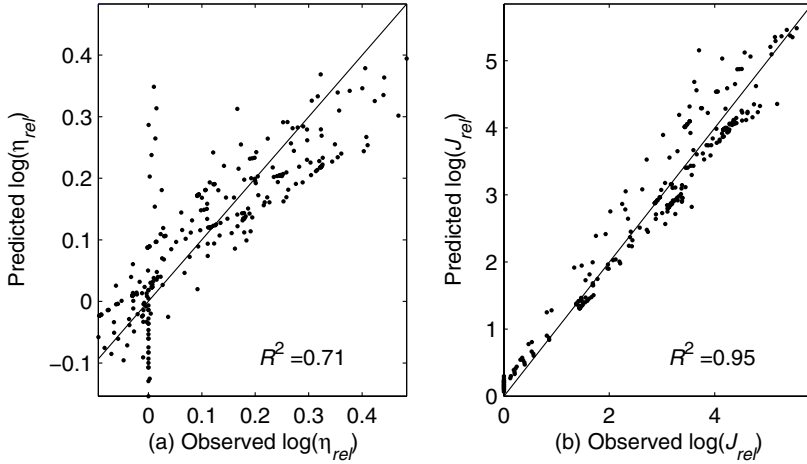 Predicted log(η_rel)
0.4
0.3
0.2
0.1
0
−0.1
R² =0.71
0 0.1 0.2 0.3 0.4
(a) Observed log(η_rel)
Predicted log(J_rel)
5
4
3
2
1
0
R² =0.95
0 2 4
(b) Observed log(J_rel)